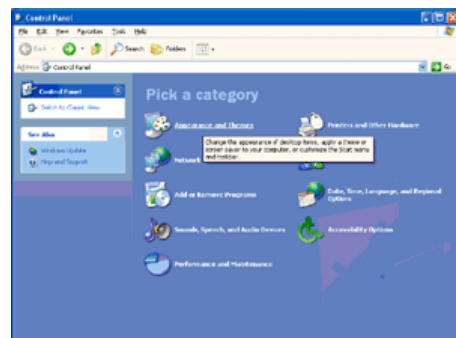 Control Panel
File Edit View Favorites Tools Help
Back Search Folders
Address Control Panel Go
Control Panel
Switch to Classic View
See Also
Windows Update
Help and Support
Pick a category
Appearance and Themes
Printers and Other Hardware
Change the appearance of desktop items, apply a theme or
screen saver to your computer, or customize the Start menu
and taskbar.
Network
Add or Remove Programs
Date, Time, Language, and Regional
Options
Sounds, Speech, and Audio Devices
Accessibility Options
Performance and Maintenance